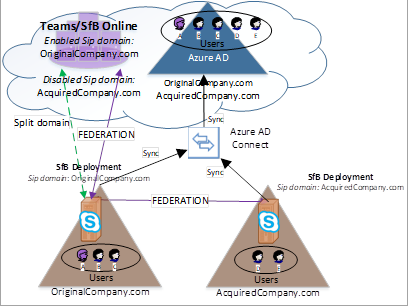 Teams/SfB Online
Enabled Sip domain:
OriginalCompany.com
Disabled Sip domain:
AcquiredCompany.com
A B C D E
Users
Azure AD
OriginalCompany.com
AcquiredCompany.com
Split domain
FEDERATION
Sync
Azure AD
Connect
Sync
Sync
SfB Deployment
Sip domain: OriginalCompany.com
SfB Deployment
Sip domain: AcquiredCompany.com
FEDERATION
S
S
Users
OriginalCompany.com
D E
Users
AcquiredCompany.com